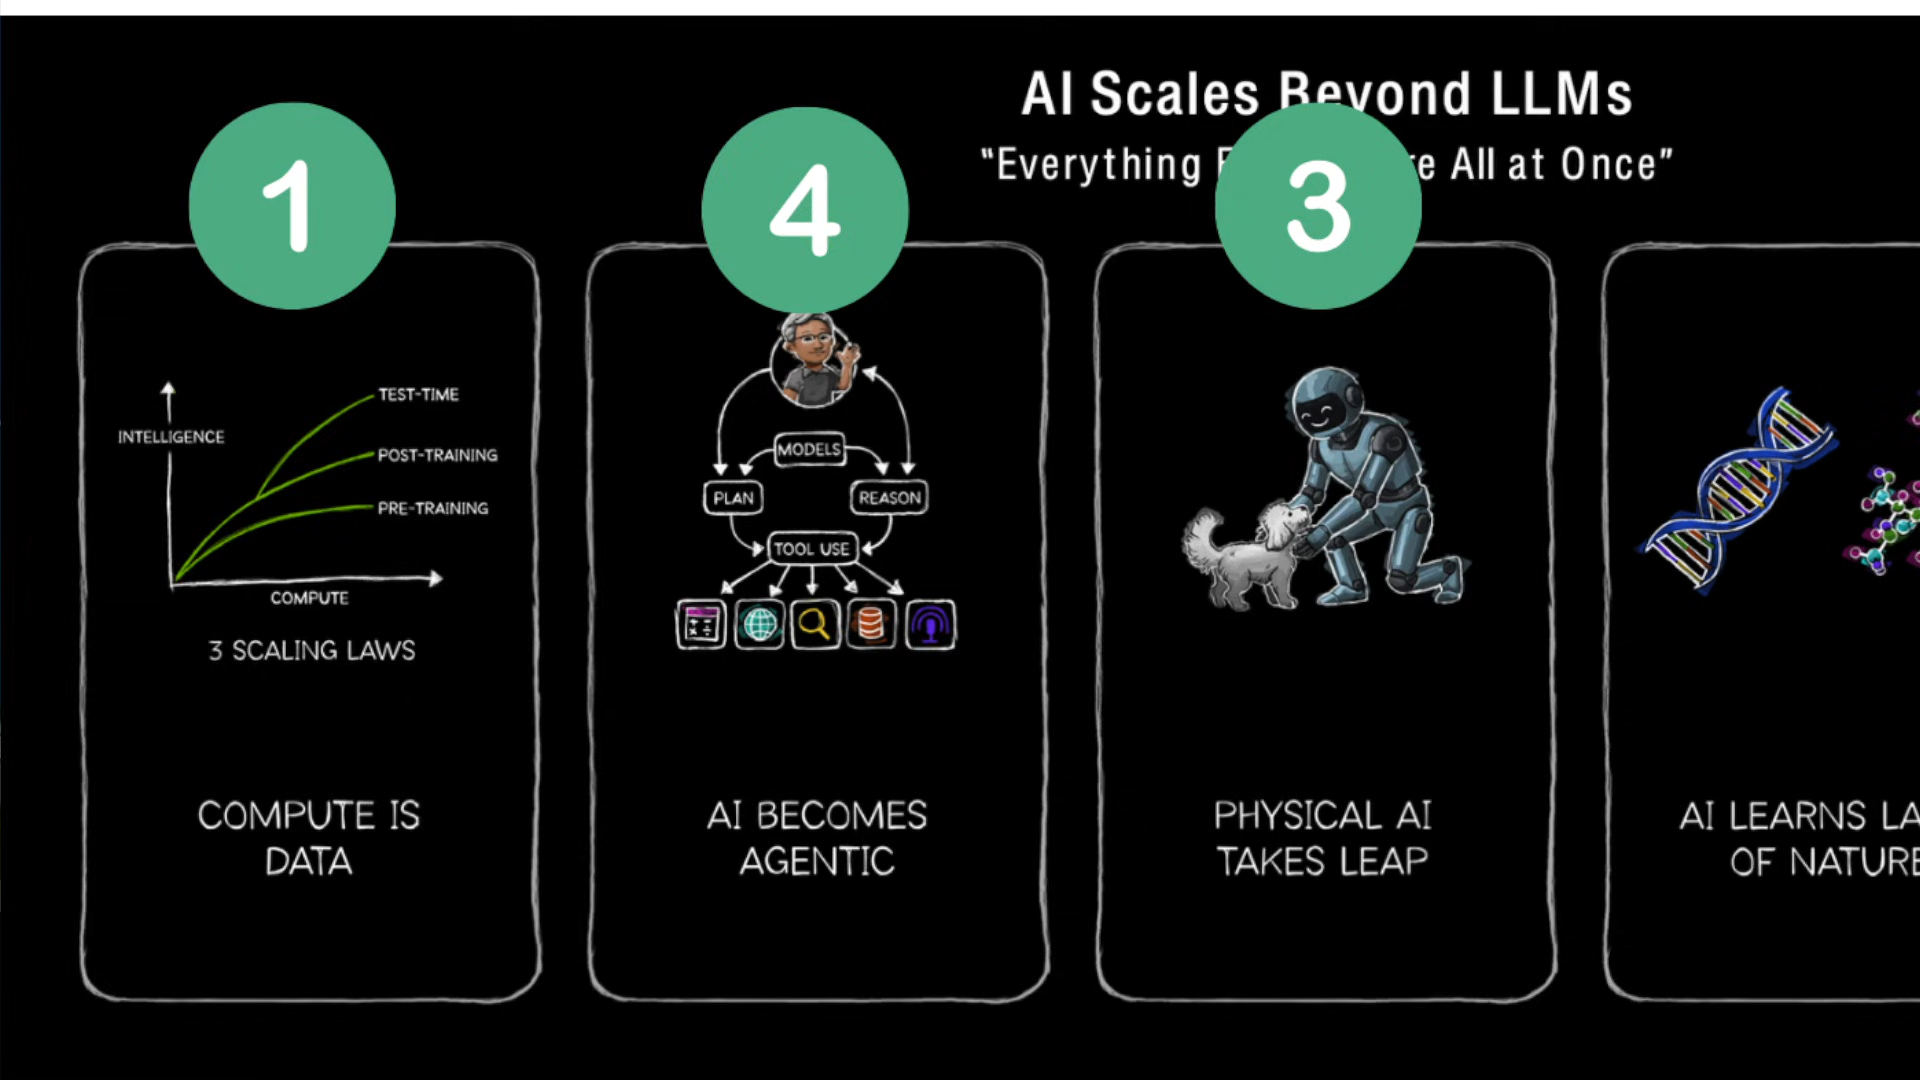 AI Scales Beyond LLMs
"Everything All at Once"
1
4
3
TEST-TIME
INTELLIGENCE
POST-TRAINING
PRE-TRAINING
COMPUTE
3 SCALING LAWS
COMPUTE IS
DATA
MODELS
PLAN
REASON
TOOL USE
AI BECOMES
AGENTIC
PHYSICAL AI
TAKES LEAP
AI LEARNS LA
OF NATURE